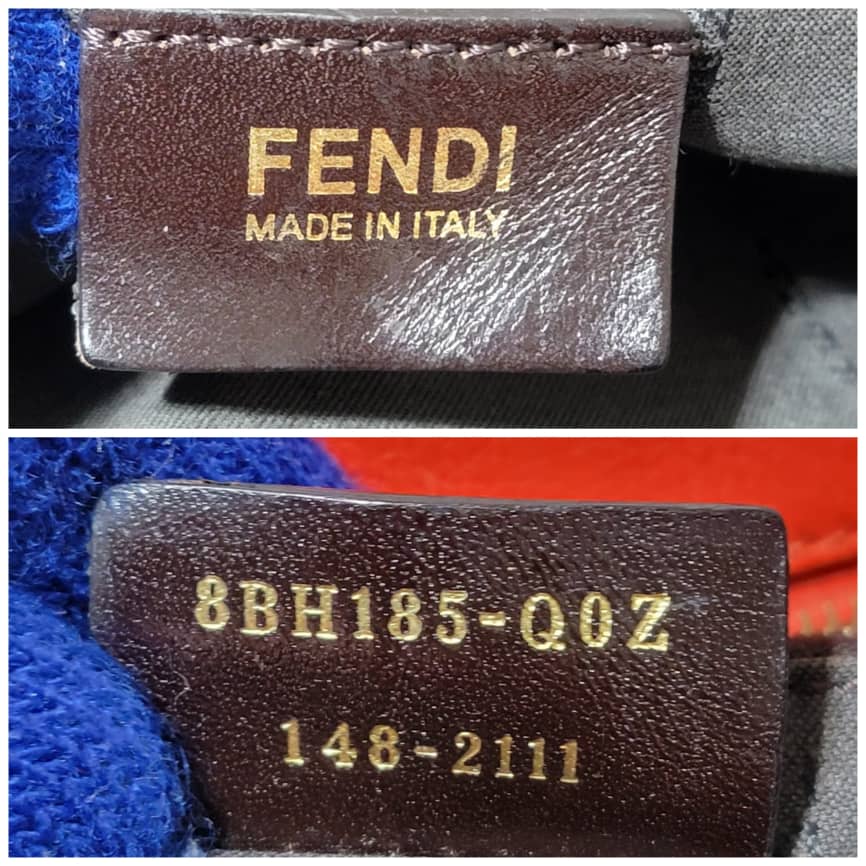 FENDI
MADE IN ITALY
8BH185-Q0Z
148-2111